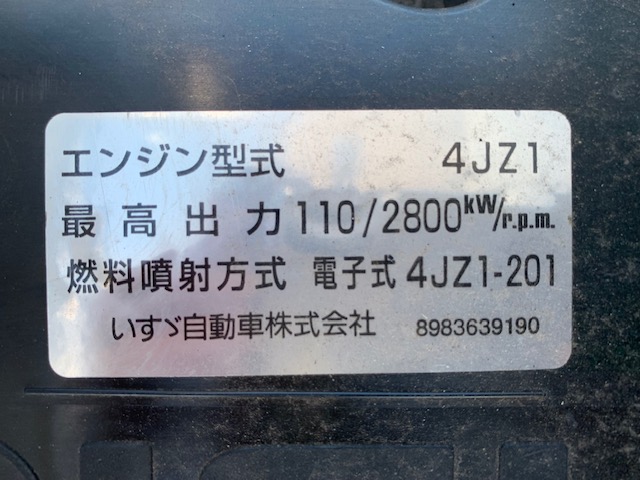 エンジン型式 4JZ1
最高出力 110/2800kW/r.p.m.
燃料噴射方式 電子式 4JZ1-201
いすゞ自動車株式会社 8983639190